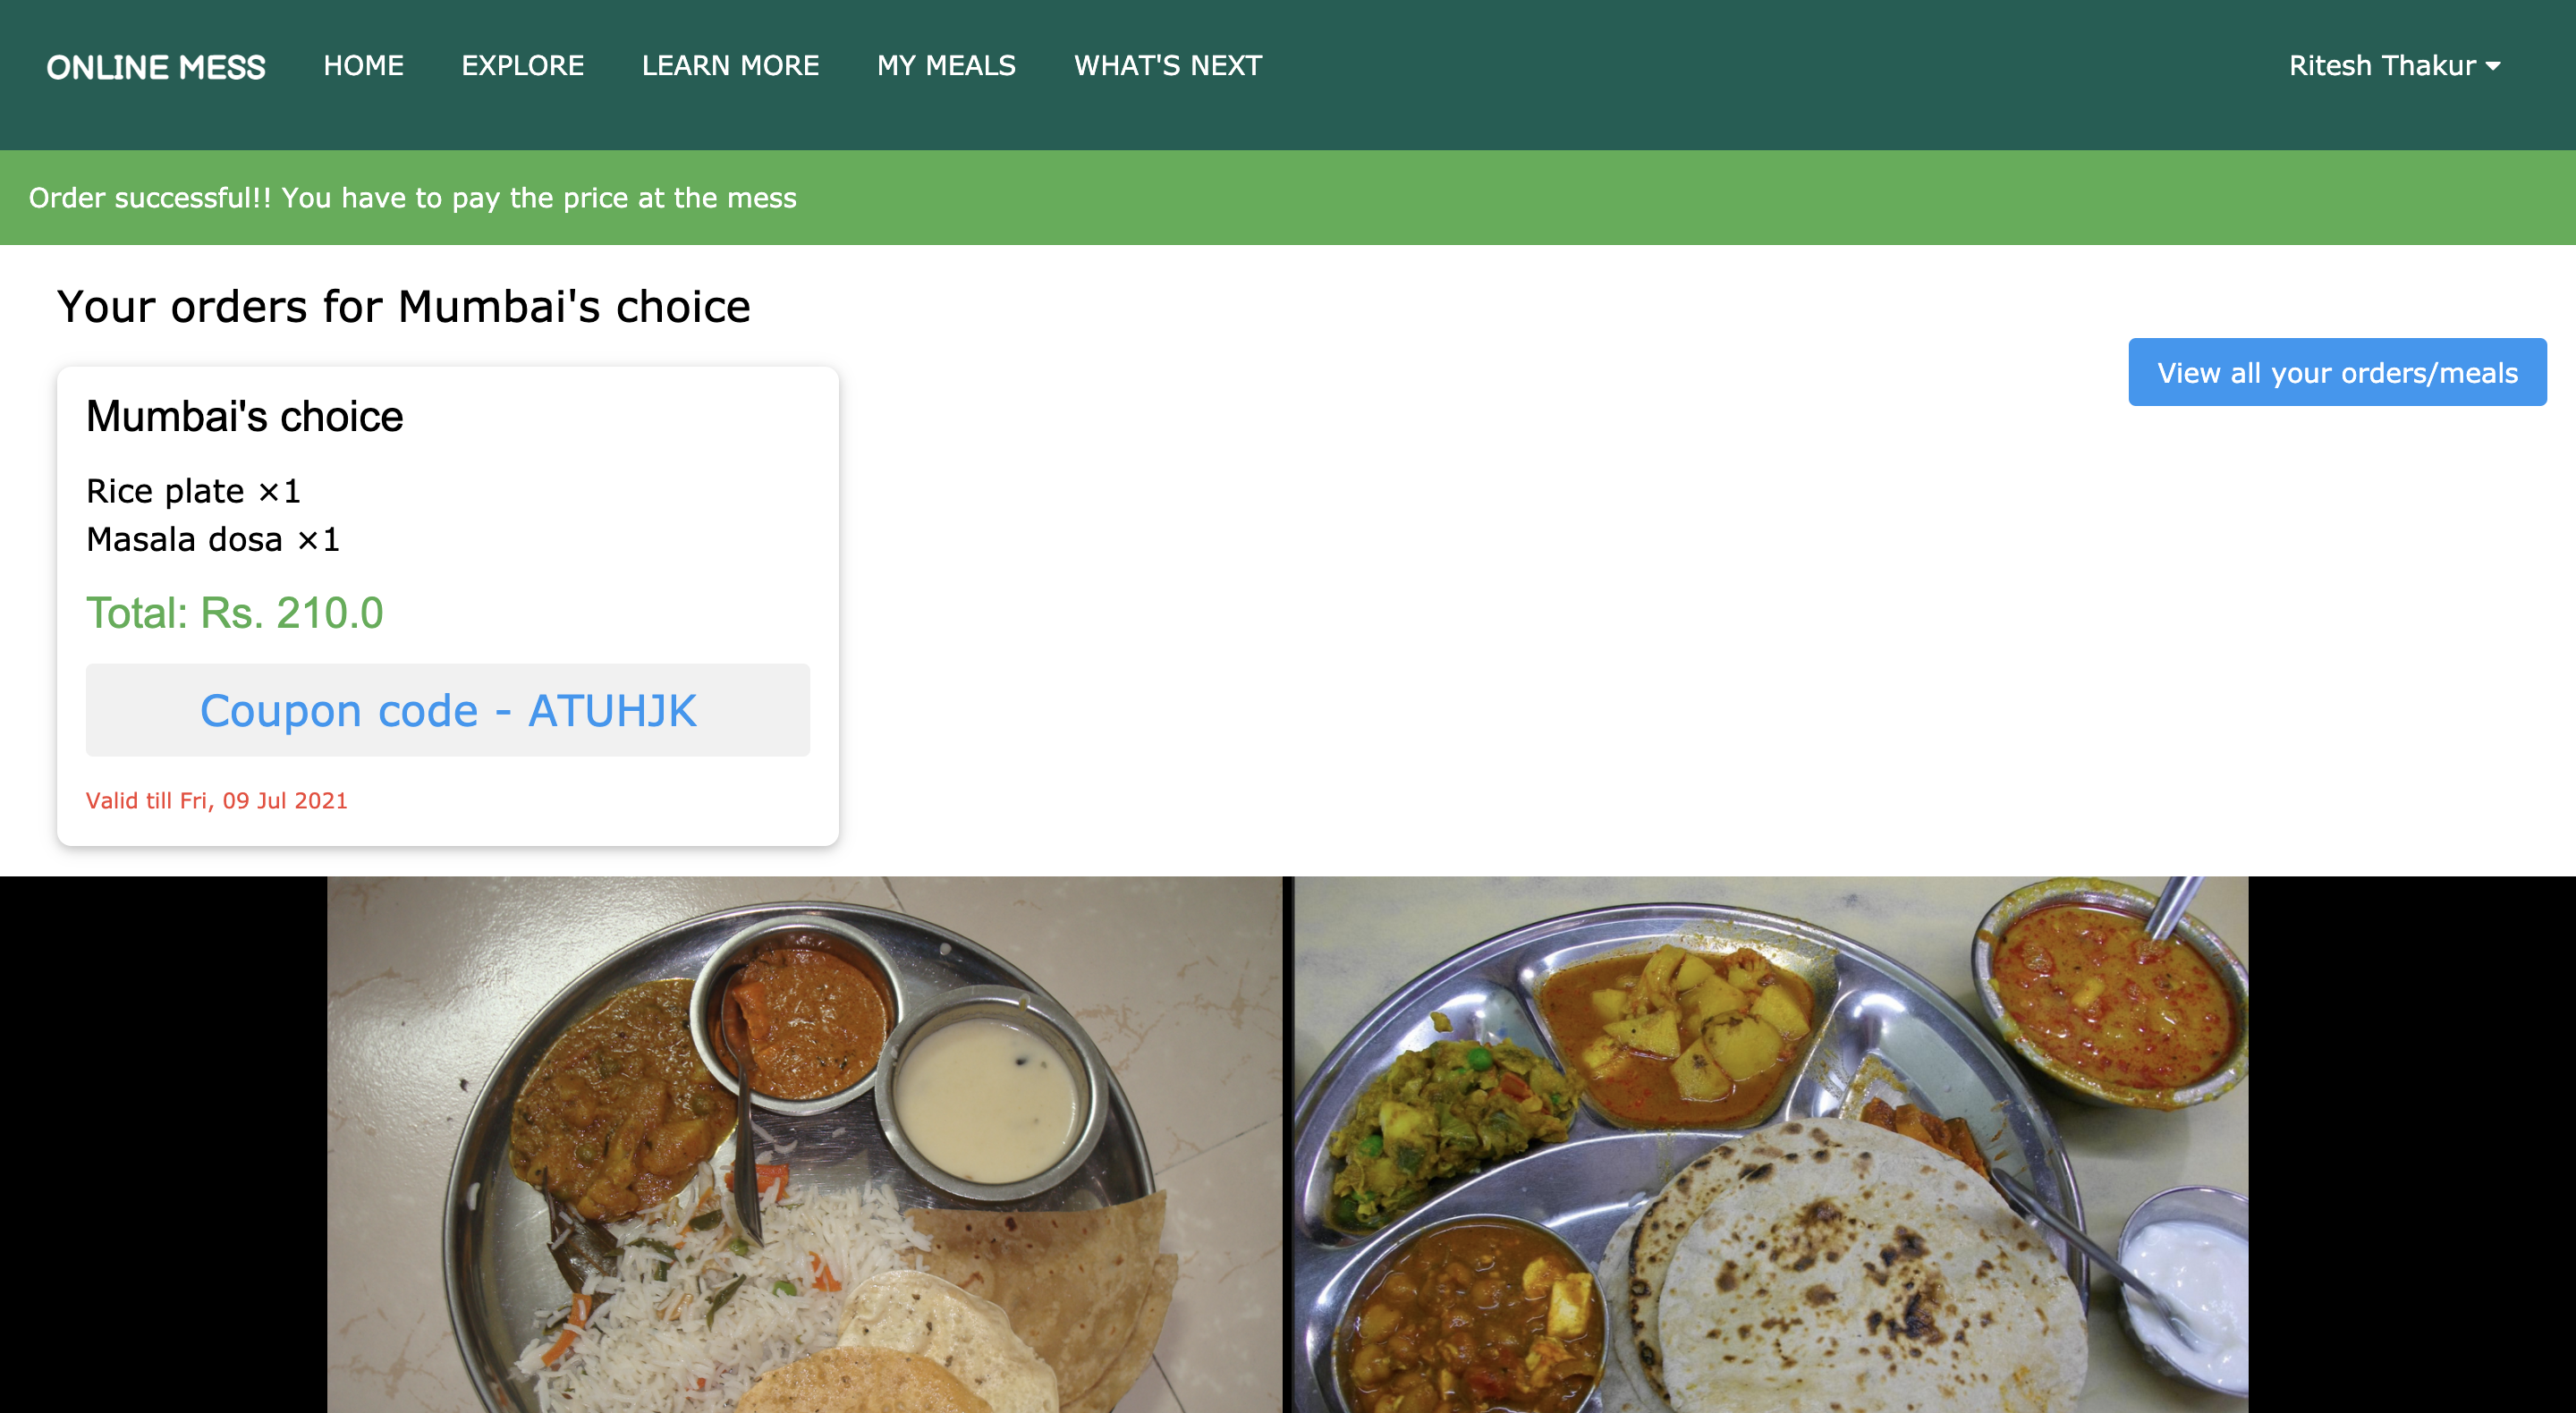 ONLINE MESS HOME EXPLORE LEARN MORE MY MEALS WHAT'S NEXT Ritesh Thakur
Order successful!! You have to pay the price at the mess
Your orders for Mumbai's choice
View all your orders/meals
Mumbai's choice
Rice plate ×1
Masala dosa ×1
Total: Rs. 210.0
Coupon code - ATUHJK
Valid till Fri, 09 Jul 2021